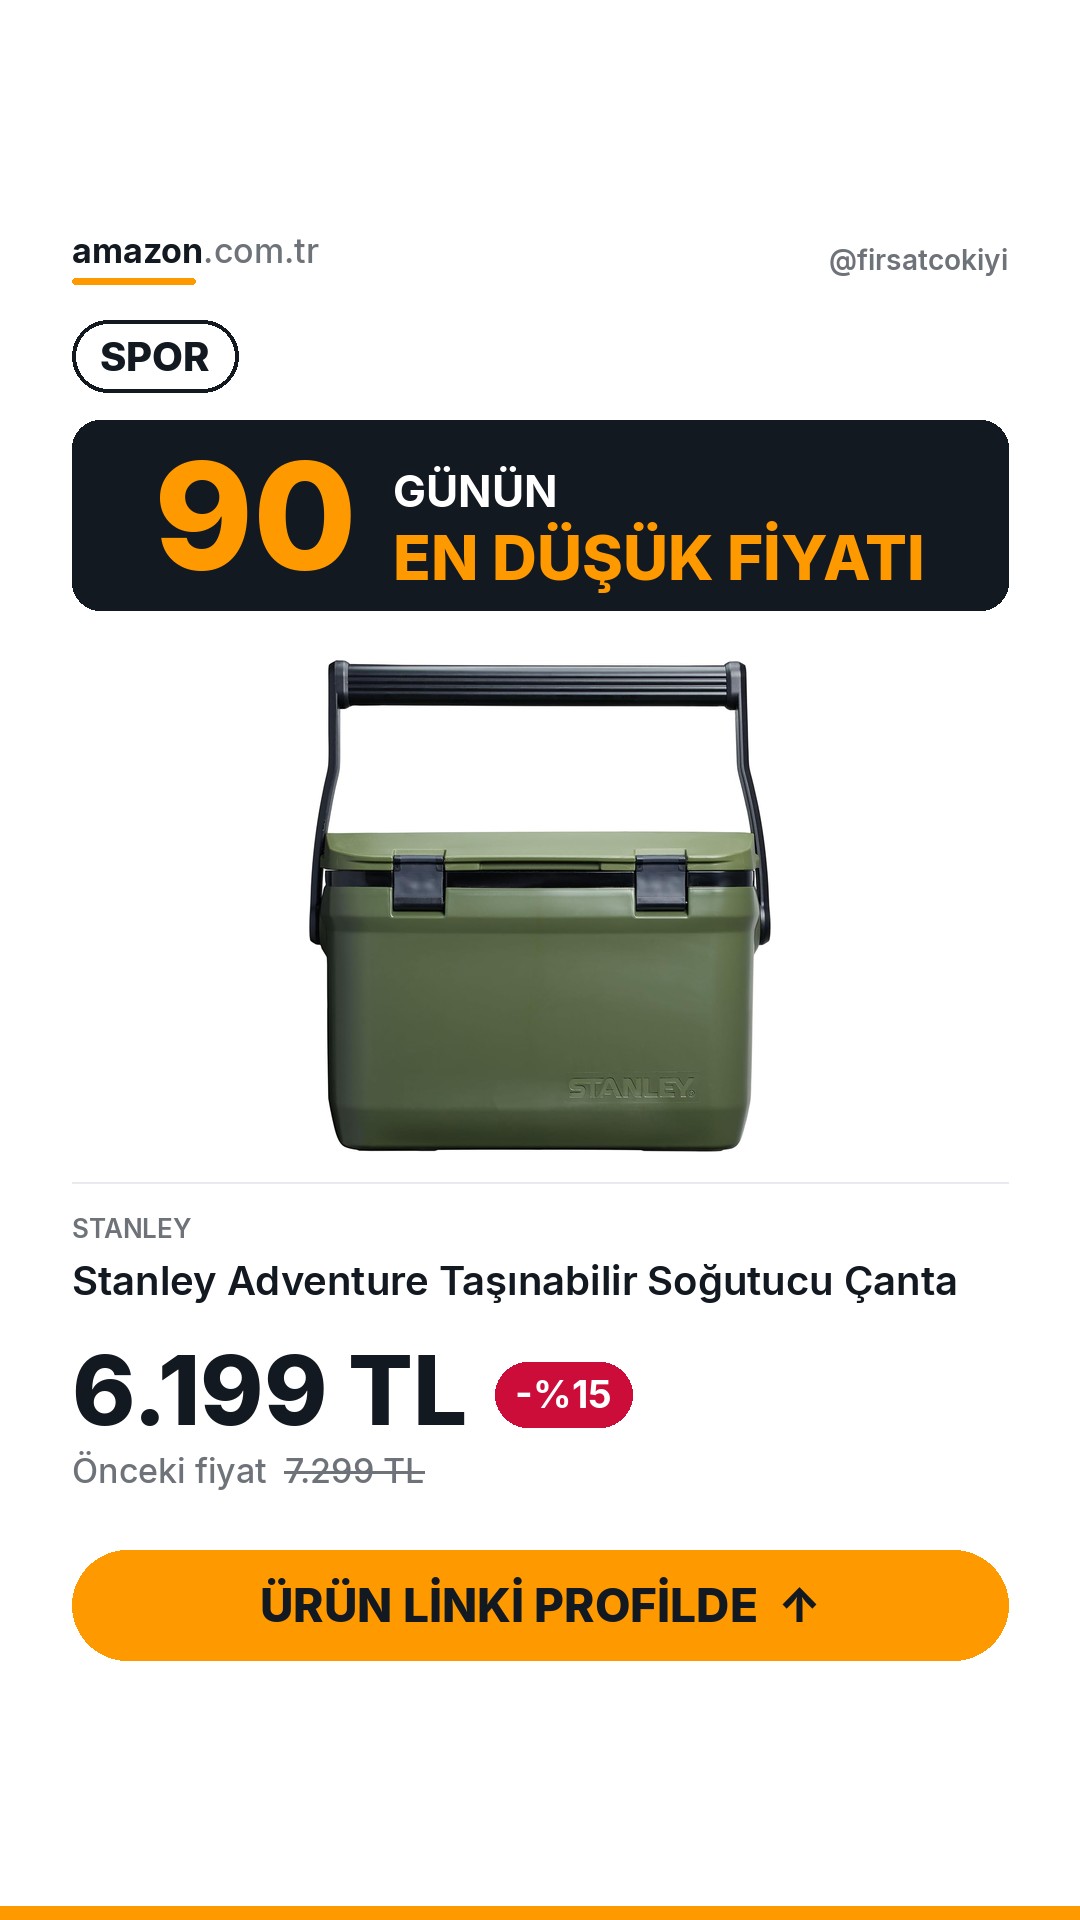 amazon.com.tr
@firsatcokiyi
SPOR
90 GÜNÜN
EN DÜŞÜK FİYATI
STANLEY
STANLEY
Stanley Adventure Taşınabilir Soğutucu Çanta
6.199 TL -%15
Önceki fiyat 7.299 TL
ÜRÜN LİNKİ PROFİLDE ↑